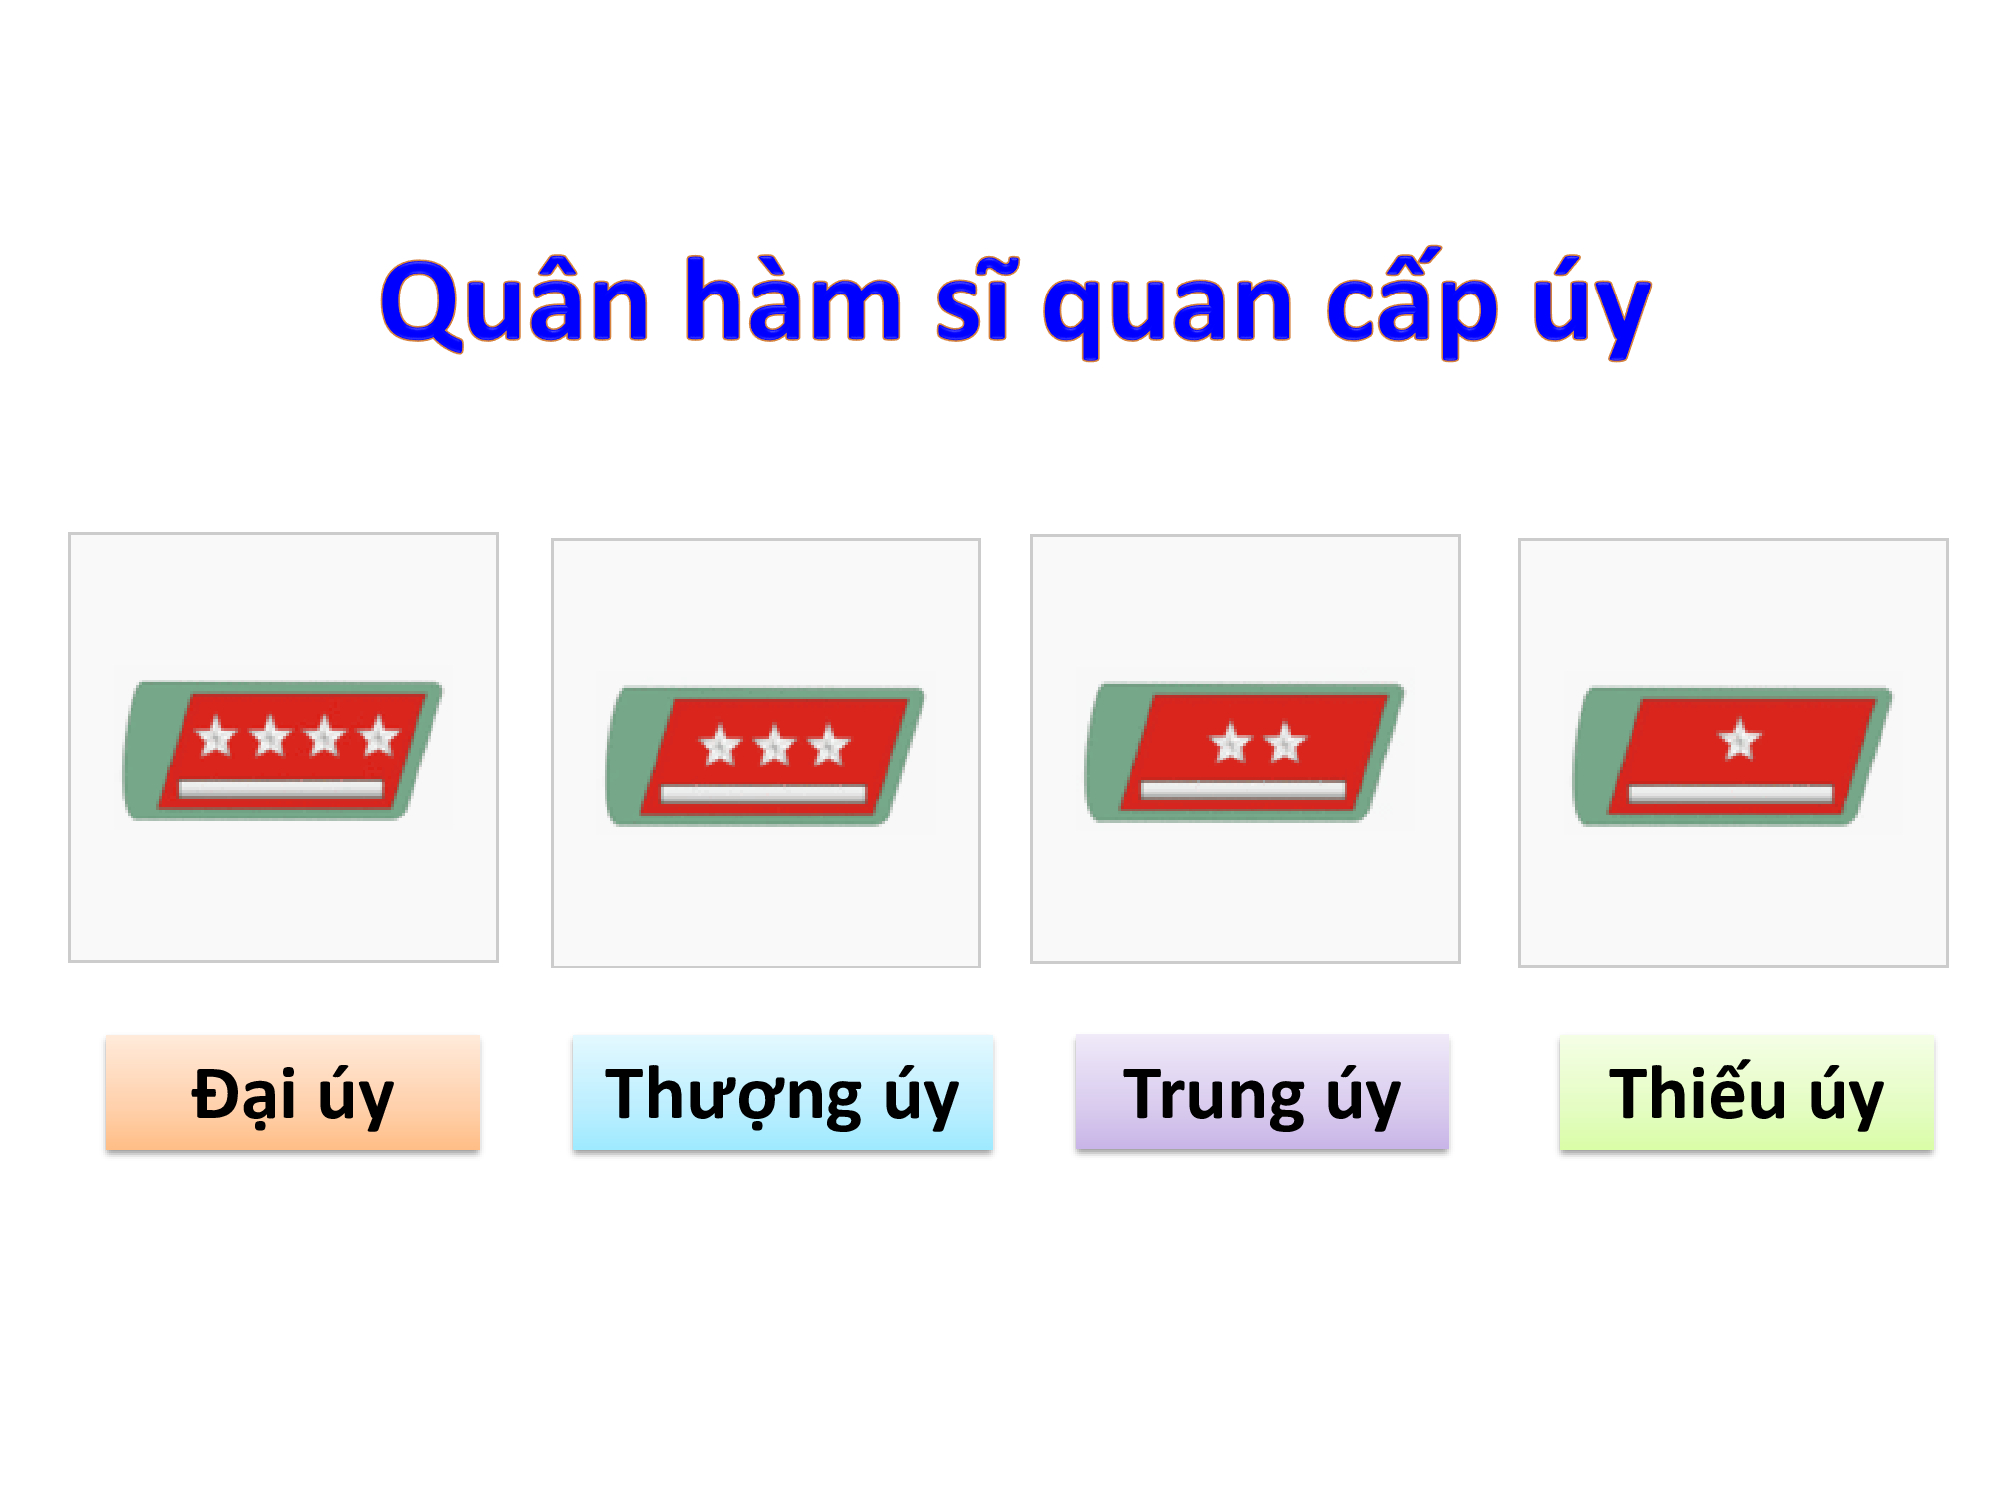 Quân hàm sĩ quan cấp úy
Đại úy
Thượng úy
Trung úy
Thiếu úy